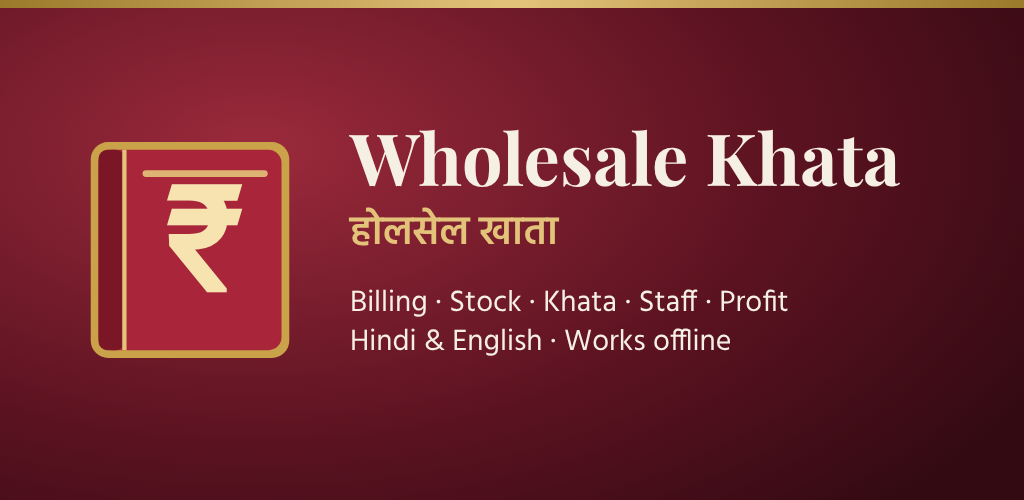 ₹
Wholesale Khata
होलसेल खाता
Billing · Stock · Khata · Staff · Profit
Hindi & English · Works offline